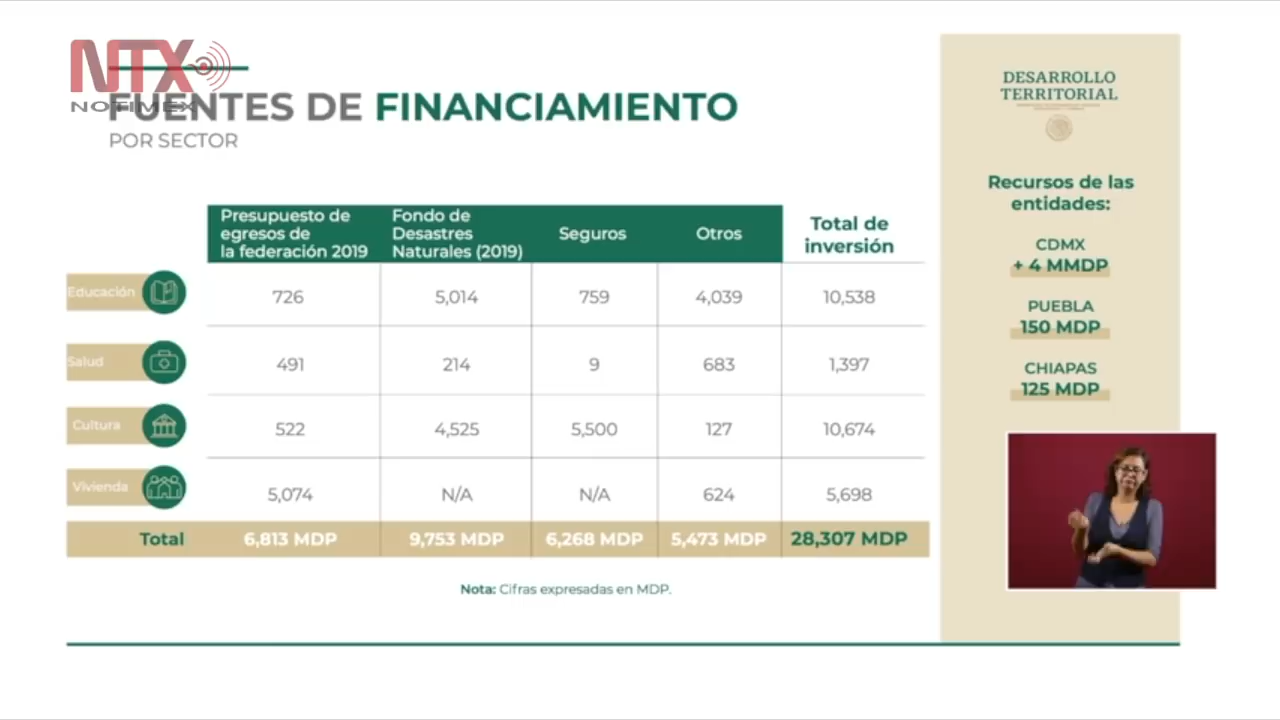 NTX
NOTIMEX
FUENTES DE FINANCIAMIENTO
POR SECTOR
Presupuesto de egresos de la federación 2019
Fondo de Desastres Naturales (2019)
Seguros
Otros
Total de inversión
Educación 726 5,014 759 4,039 10,538
Salud 491 214 9 683 1,397
Cultura 522 4,525 5,500 127 10,674
Vivienda 5,074 N/A N/A 624 5,698
Total 6,813 MDP 9,753 MDP 6,268 MDP 5,473 MDP 28,307 MDP
Nota: Cifras expresadas en MDP.
DESARROLLO
TERRITORIAL
Recursos de las
entidades:
CDMX
+ 4 MMDP
PUEBLA
150 MDP
CHIAPAS
125 MDP